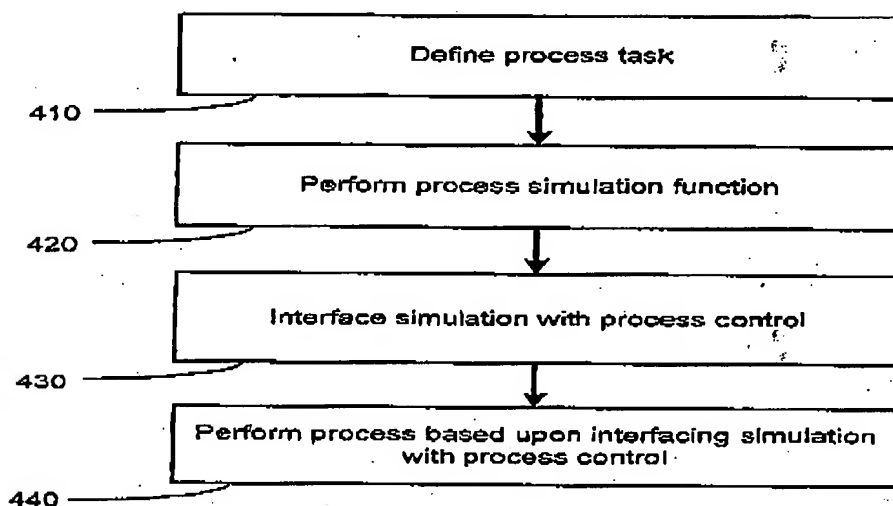 Define process task
410
Perform process simulation function
420
Interface simulation with process control
430
Perform process based upon interfacing simulation
with process control
440